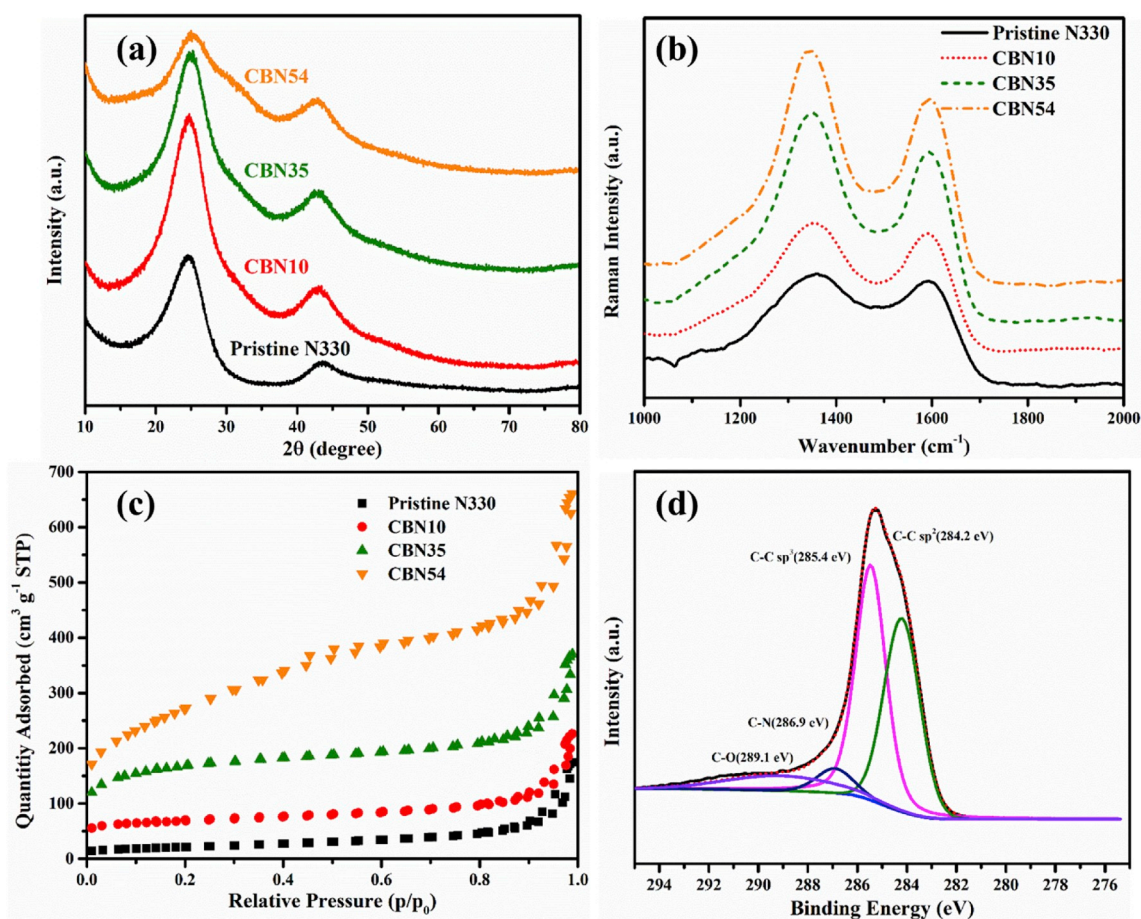 (a)
CBN54
CBN35
CBN10
Pristine N330
Intensity (a.u.)
10 20 30 40 50 60 70 80
2θ (degree)
(b)
Pristine N330
CBN10
CBN35
CBN54
Raman Intensity (a.u.)
1000 1200 1400 1600 1800 2000
Wavenumber (cm⁻¹)
(c)
Pristine N330
CBN10
CBN35
CBN54
Quantity Adsorbed (cm³ g⁻¹ STP)
700
600
500
400
300
200
100
0
0.0 0.2 0.4 0.6 0.8 1.0
Relative Pressure (p/p₀)
(d)
C-C sp²(284.2 eV)
C-C sp³(285.4 eV)
C-N(286.9 eV)
C-O(289.1 eV)
Intensity (a.u.)
294 292 290 288 286 284 282 280 278 276
Binding Energy (eV)